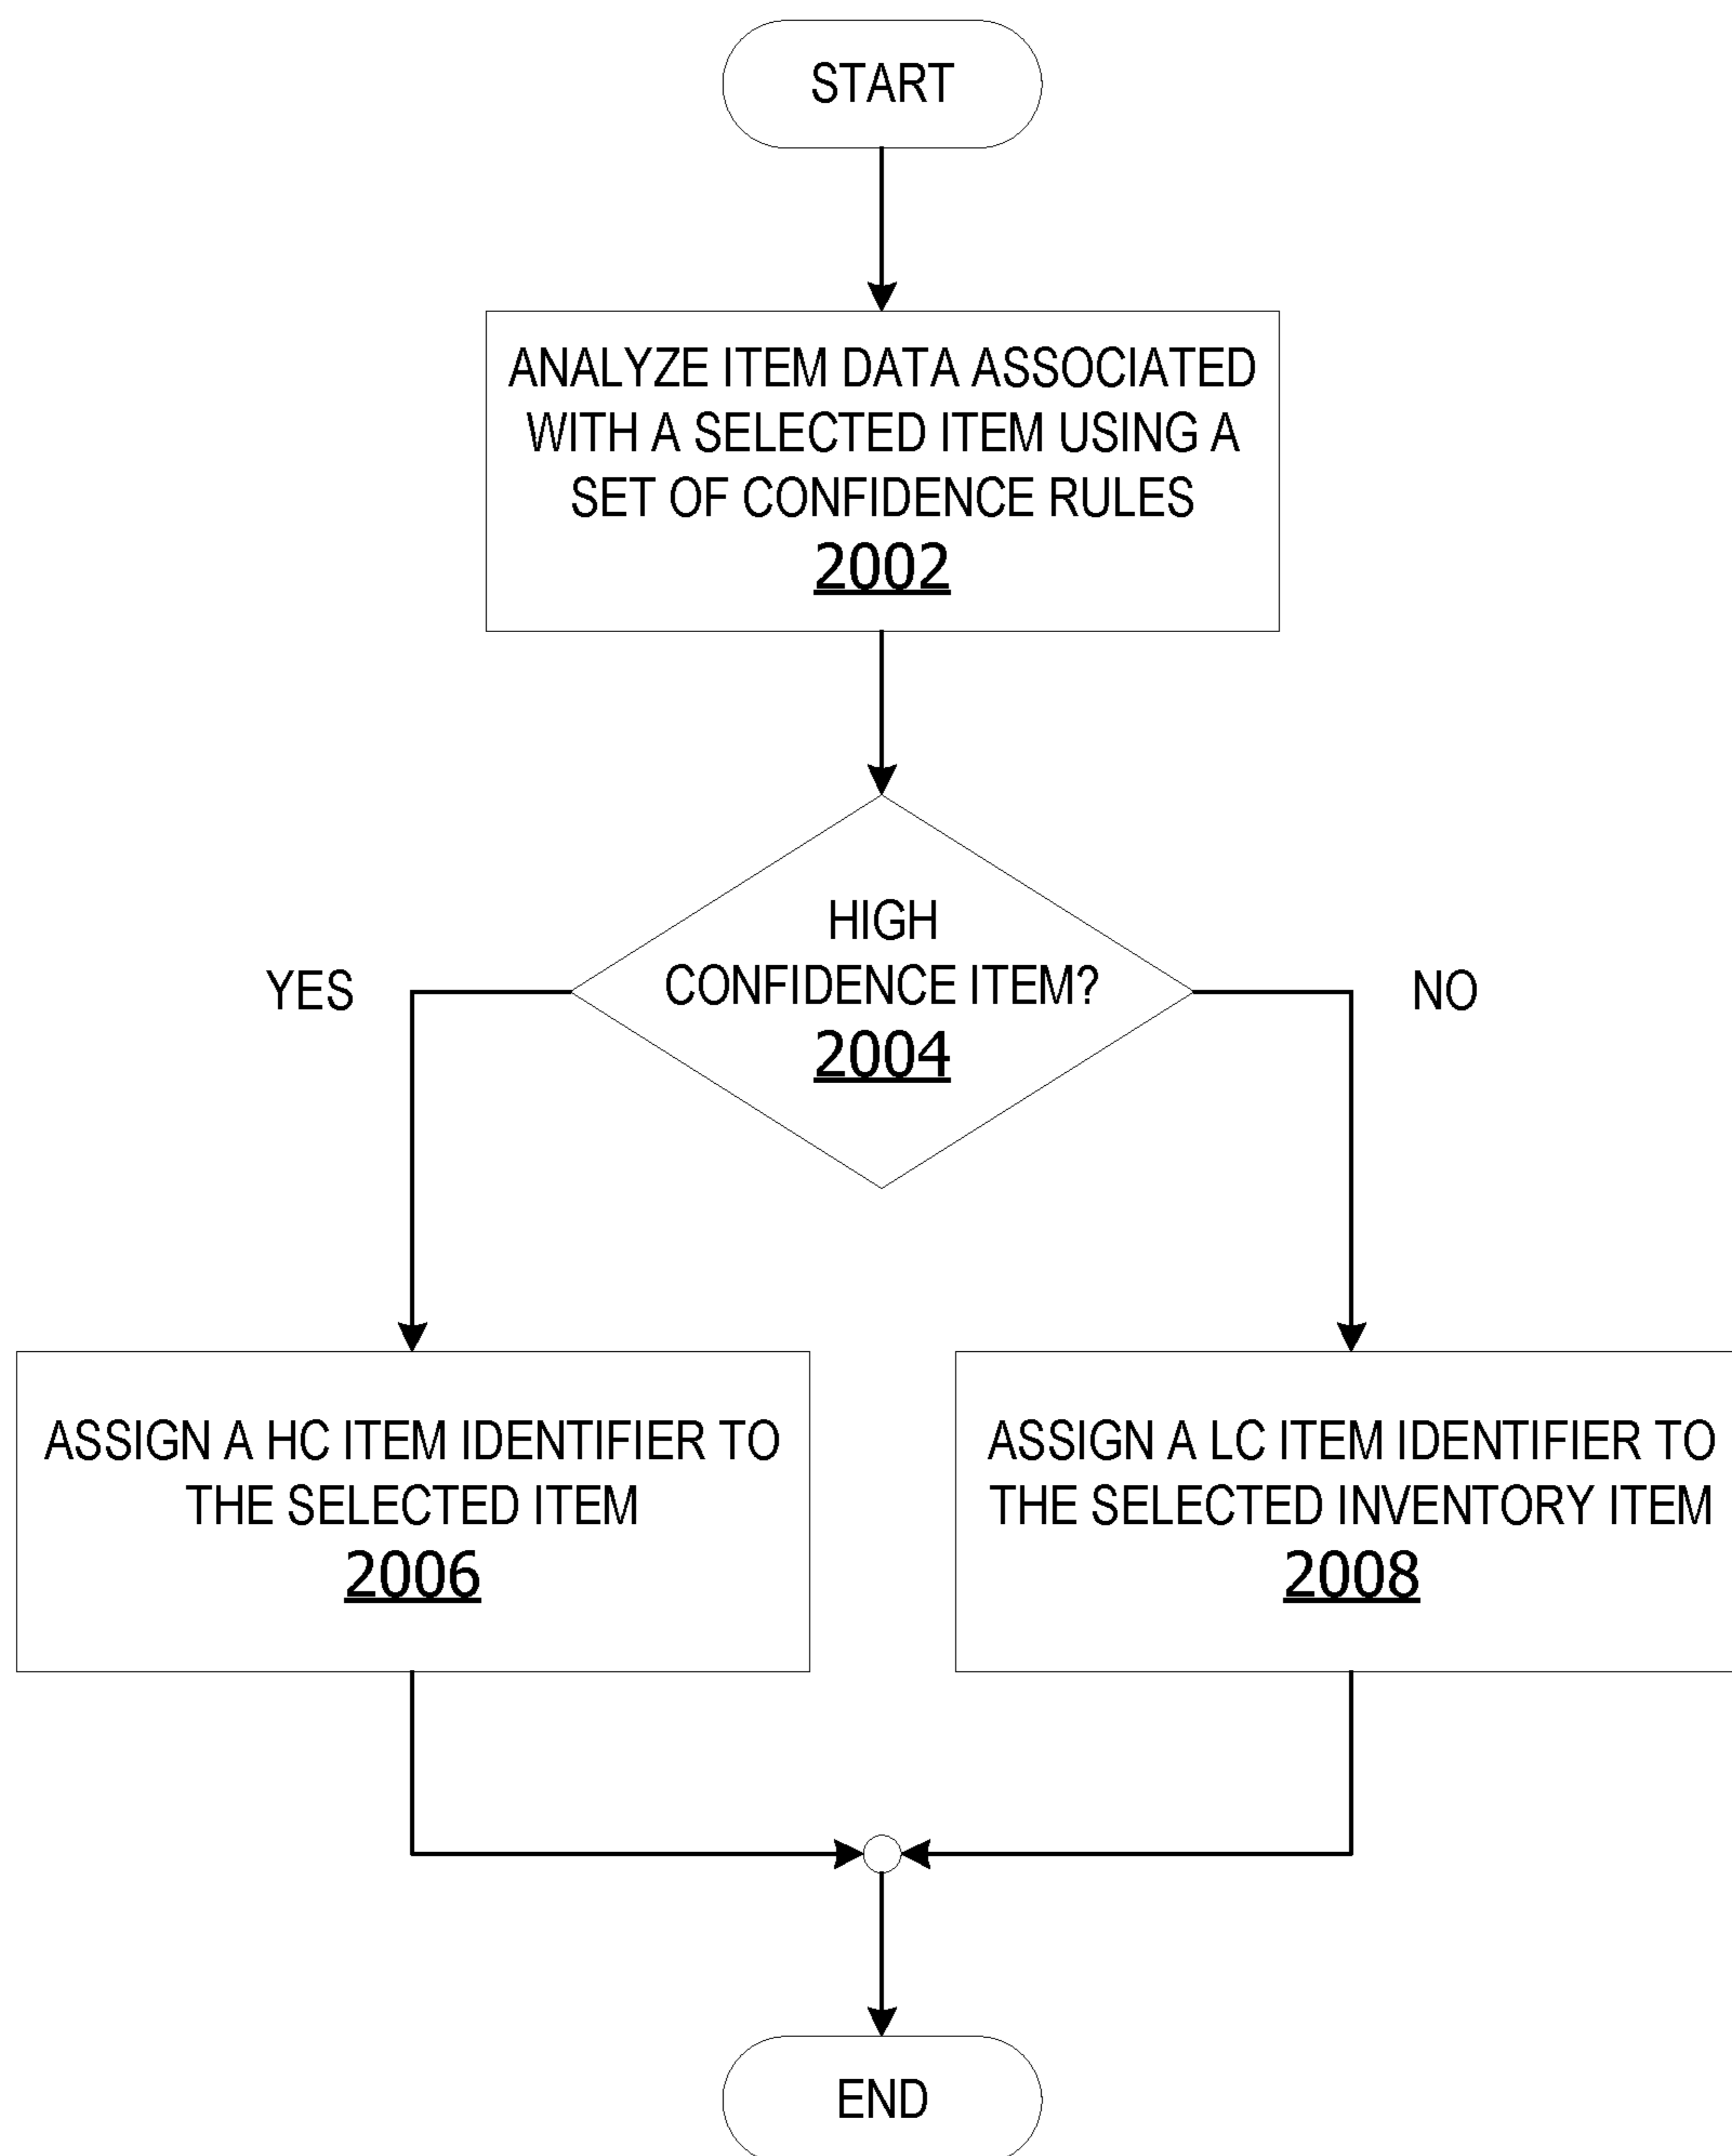 START
ANALYZE ITEM DATA ASSOCIATED
WITH A SELECTED ITEM USING A
SET OF CONFIDENCE RULES
2002
HIGH
CONFIDENCE ITEM?
2004
YES
NO
ASSIGN A HC ITEM IDENTIFIER TO
THE SELECTED ITEM
2006
ASSIGN A LC ITEM IDENTIFIER TO
THE SELECTED INVENTORY ITEM
2008
END